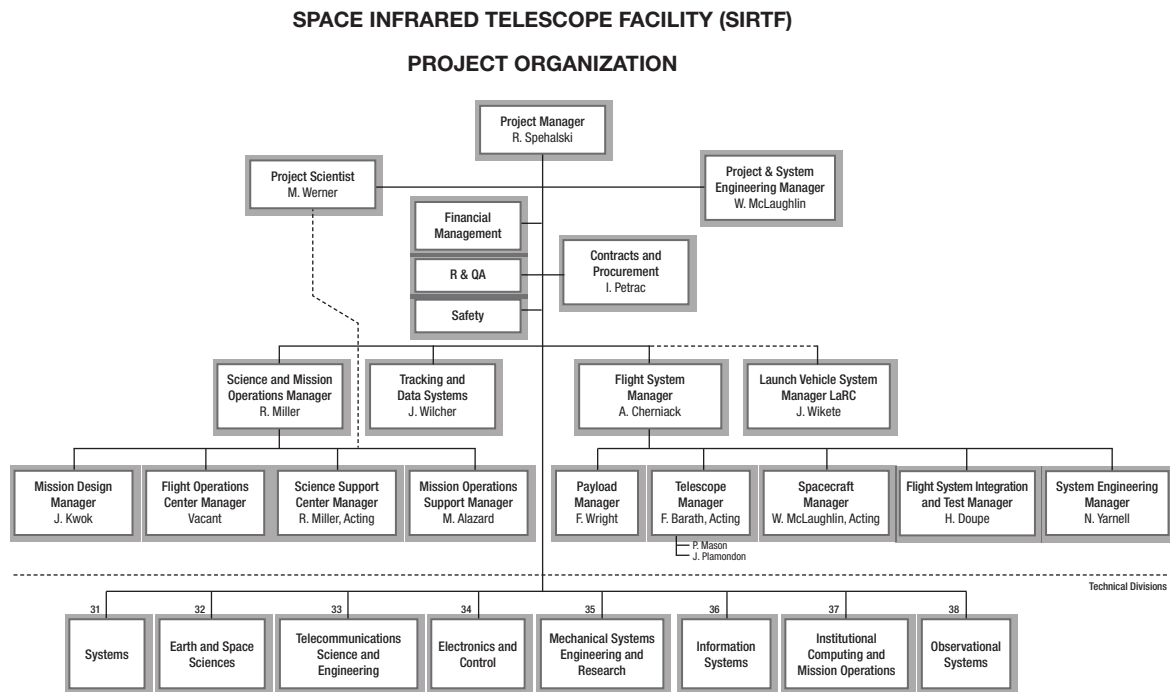 SPACE INFRARED TELESCOPE FACILITY (SIRTF)
PROJECT ORGANIZATION
Project Manager
R. Spehalski
Project Scientist
M. Werner
Project & System
Engineering Manager
W. McLaughlin
Financial
Management
R & QA
Safety
Contracts and
Procurement
I. Petrac
Science and Mission
Operations Manager
R. Miller
Tracking and
Data Systems
J. Wilcher
Flight System
Manager
A. Cherniack
Launch Vehicle System
Manager LaRC
J. Wikete
Mission Design
Manager
J. Kwok
Flight Operations
Center Manager
Vacant
Science Support
Center Manager
R. Miller, Acting
Mission Operations
Support Manager
M. Alazard
Payload
Manager
F. Wright
Telescope
Manager
F. Barath, Acting
P. Mason
J. Plamondon
Spacecraft
Manager
W. McLaughlin, Acting
Flight System Integration
and Test Manager
H. Doupe
System Engineering
Manager
N. Yarnell
Technical Divisions
31
Systems
32
Earth and Space
Sciences
33
Telecommunications
Science and
Engineering
34
Electronics and
Control
35
Mechanical Systems
Engineering and
Research
36
Information
Systems
37
Institutional
Computing and
Mission Operations
38
Observational
Systems